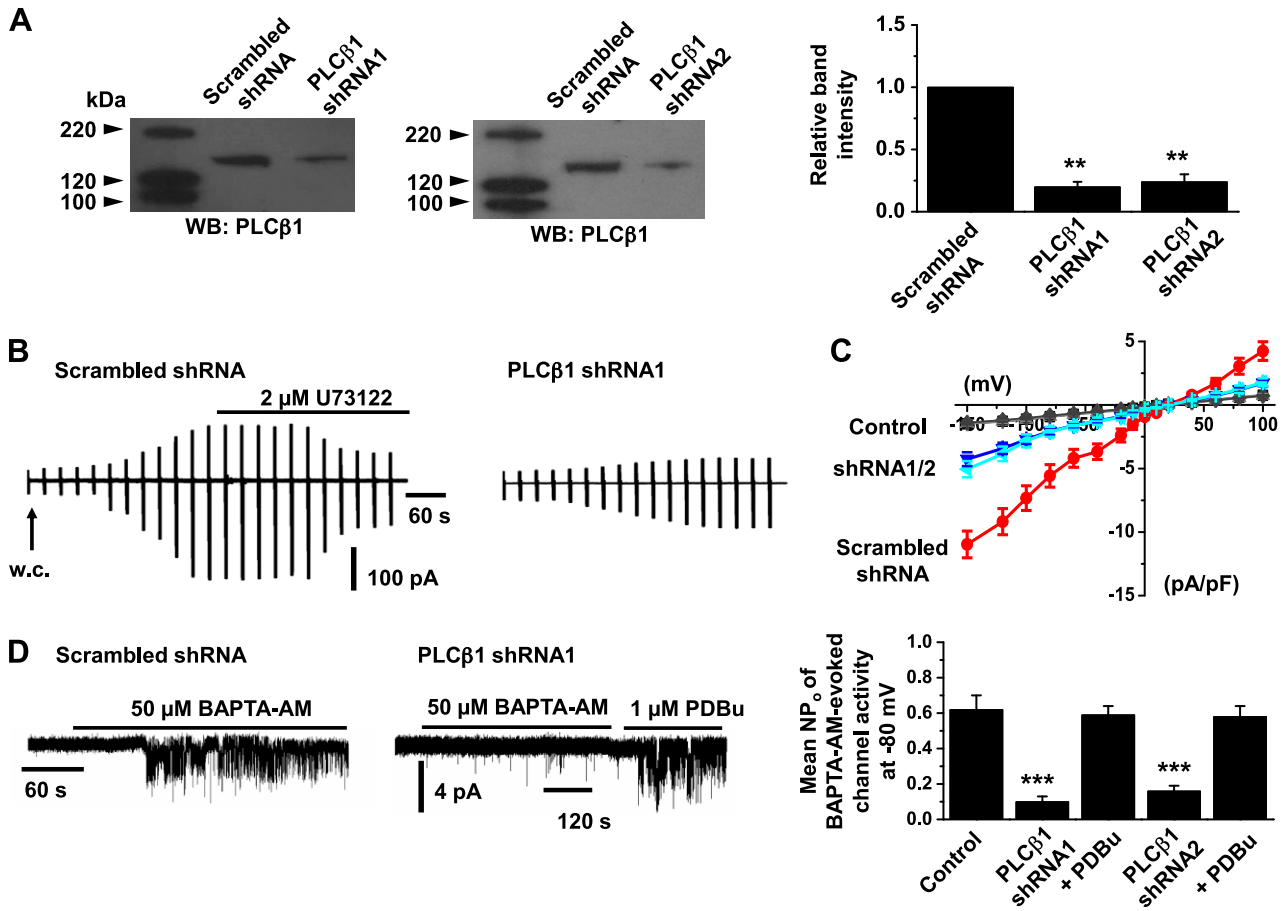 A
kDa
Scrambled
shRNA
PLCβ1
shRNA1
220
120
100
WB: PLCβ1
Scrambled
shRNA
PLCβ1
shRNA2
220
120
100
WB: PLCβ1
Relative band
intensity
1.5
1.0
0.5
0.0
**
**
Scrambled
shRNA
PLCβ1
shRNA1
PLCβ1
shRNA2
B
Scrambled shRNA
2 µM U73122
60 s
w.c.
100 pA
PLCβ1 shRNA1
C
(mV)
5
50
100
-5
-10
-15
Control
shRNA1/2
Scrambled
shRNA
(pA/pF)
D
Scrambled shRNA
50 µM BAPTA-AM
60 s
PLCβ1 shRNA1
50 µM BAPTA-AM
1 µM PDBu
4 pA
120 s
Mean NPo of
BAPTA-AM-evoked
channel activity
at -80 mV
1.0
0.8
0.6
0.4
0.2
0.0
***
***
Control
PLCβ1
shRNA1
+ PDBu
PLCβ1
shRNA2
+ PDBu